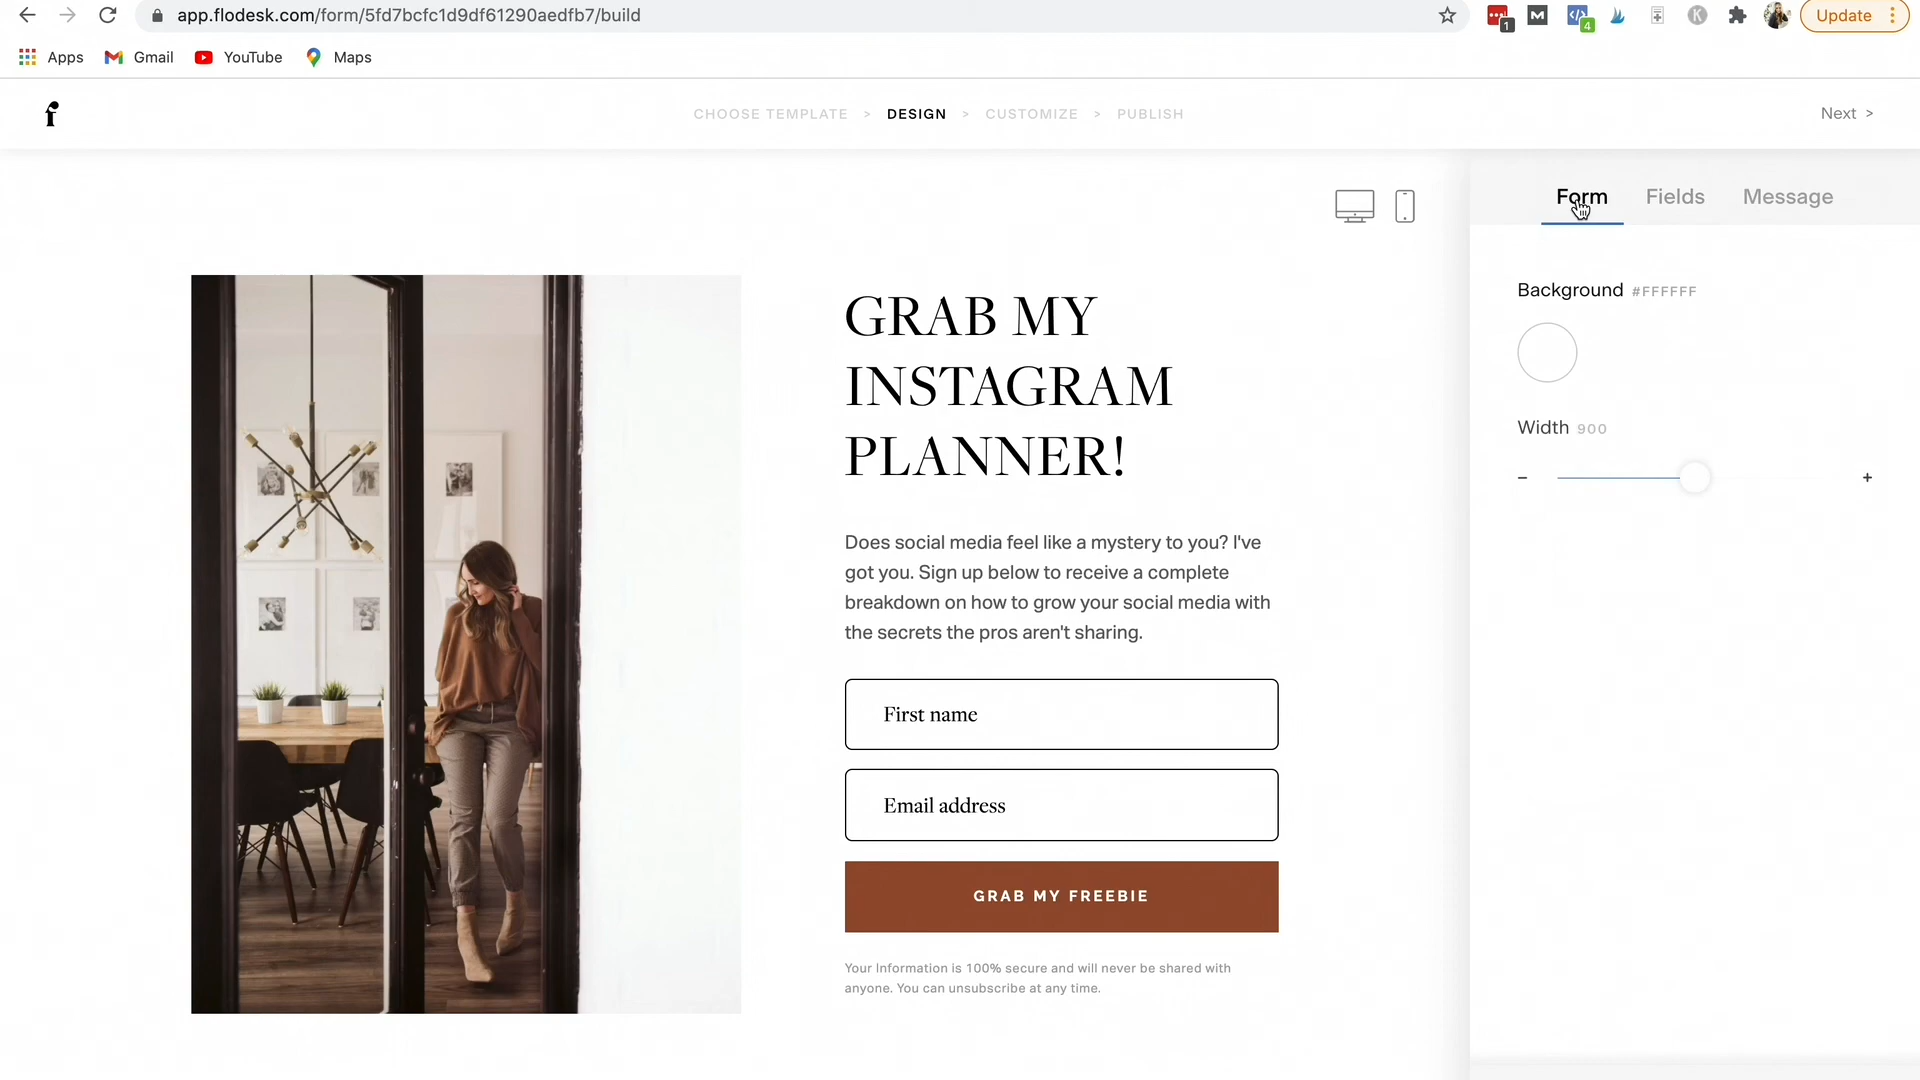 app.flodesk.com/form/5fd7bcfc1d9df61290aedfb7/build
1
4
K
Update
Apps
Gmail
YouTube
Maps
f
CHOOSE TEMPLATE > DESIGN > CUSTOMIZE > PUBLISH
Next >
Form
Fields
Message
GRAB MY
INSTAGRAM
PLANNER!
Does social media feel like a mystery to you? I've
got you. Sign up below to receive a complete
breakdown on how to grow your social media with
the secrets the pros aren't sharing.
First name
Email address
GRAB MY FREEBIE
Your Information is 100% secure and will never be shared with
anyone. You can unsubscribe at any time.
Background #FFFFFF
Width 900
- +